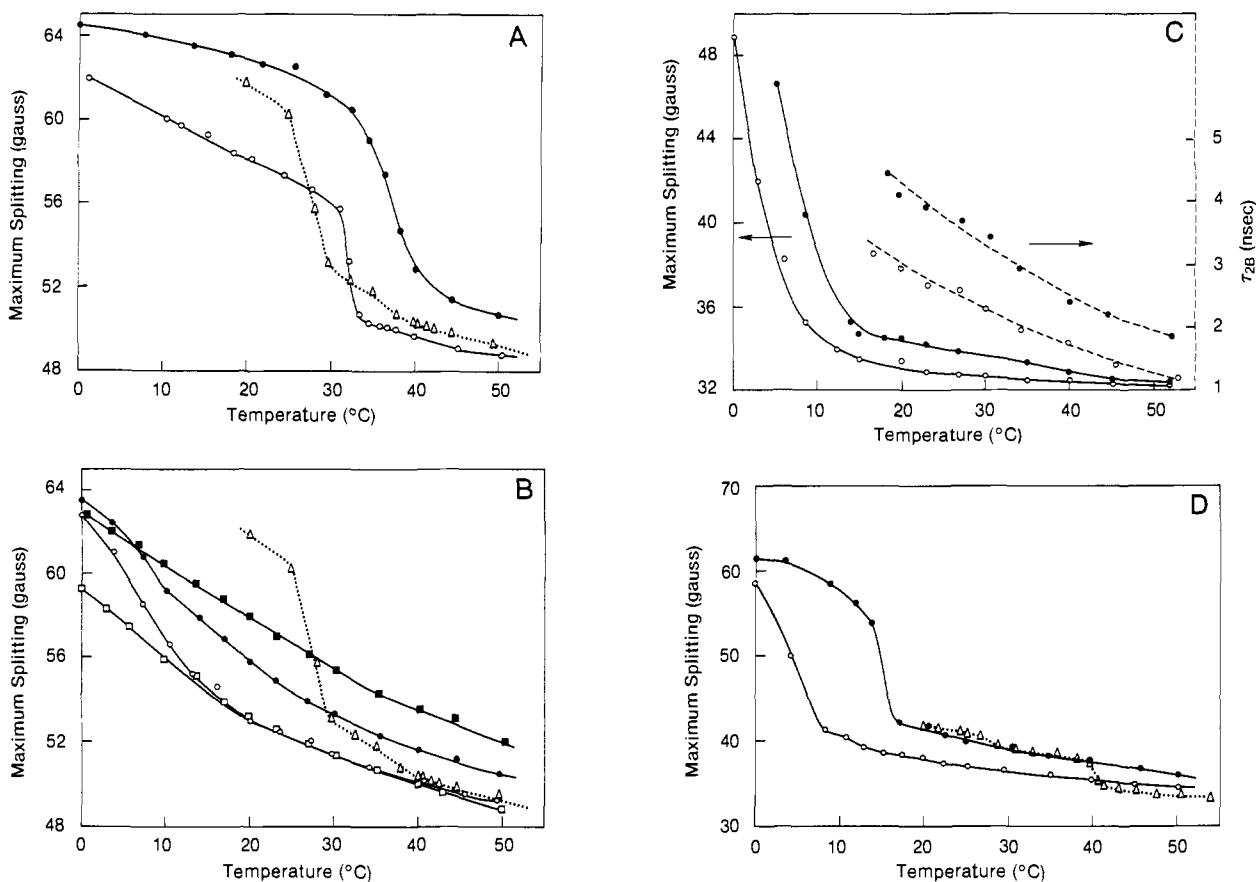 A
Maximum Splitting (gauss)
64
60
56
52
48
0 10 20 30 40 50
Temperature (°C)
C
Maximum Splitting (gauss)
48
44
40
36
32
5
4
3
2
1
τ2B (nsec)
0 10 20 30 40 50
Temperature (°C)
B
Maximum Splitting (gauss)
64
60
56
52
48
0 10 20 30 40 50
Temperature (°C)
D
Maximum Splitting (gauss)
70
60
50
40
30
0 10 20 30 40 50
Temperature (°C)